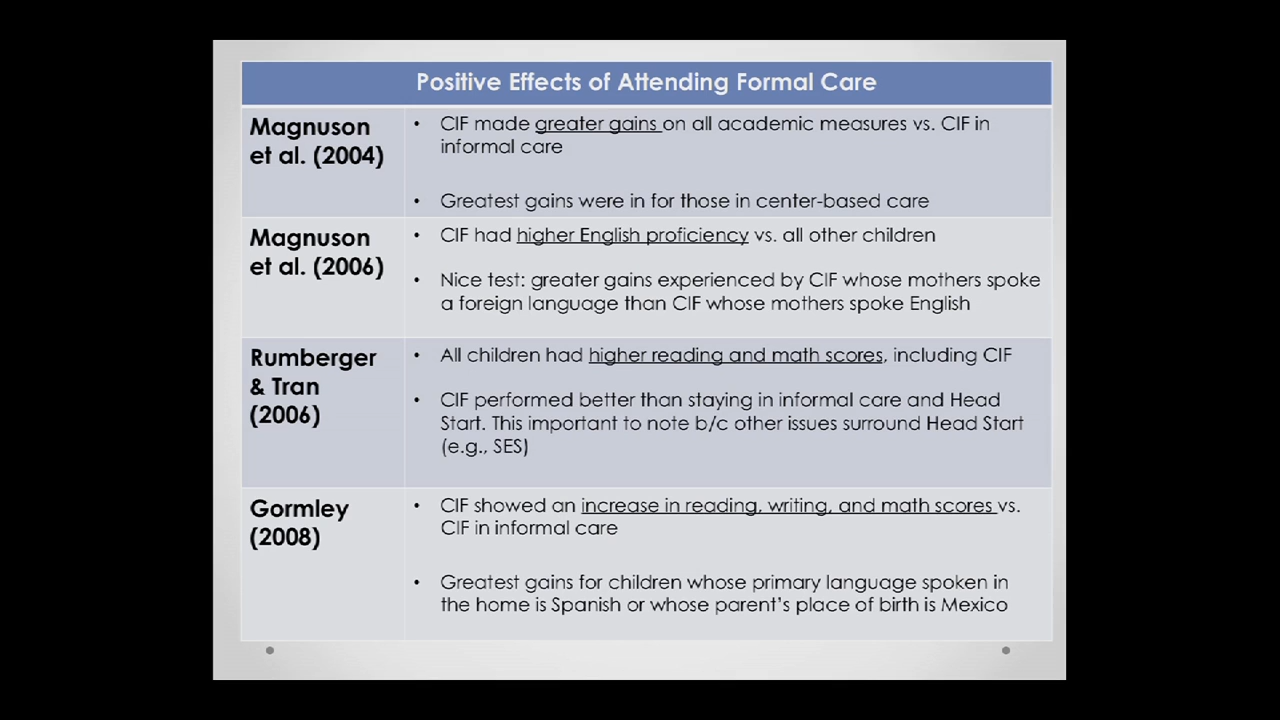 Positive Effects of Attending Formal Care
Magnuson
et al. (2004)
• CIF made greater gains on all academic measures vs. CIF in
informal care
• Greatest gains were in for those in center-based care
Magnuson
et al. (2006)
• CIF had higher English proficiency vs. all other children
• Nice test: greater gains experienced by CIF whose mothers spoke
a foreign language than CIF whose mothers spoke English
Rumberger
& Tran
(2006)
• All children had higher reading and math scores, including CIF
• CIF performed better than staying in informal care and Head
Start. This important to note b/c other issues surround Head Start
(e.g., SES)
Gormley
(2008)
• CIF showed an increase in reading, writing, and math scores vs.
CIF in informal care
• Greatest gains for children whose primary language spoken in
the home is Spanish or whose parent's place of birth is Mexico